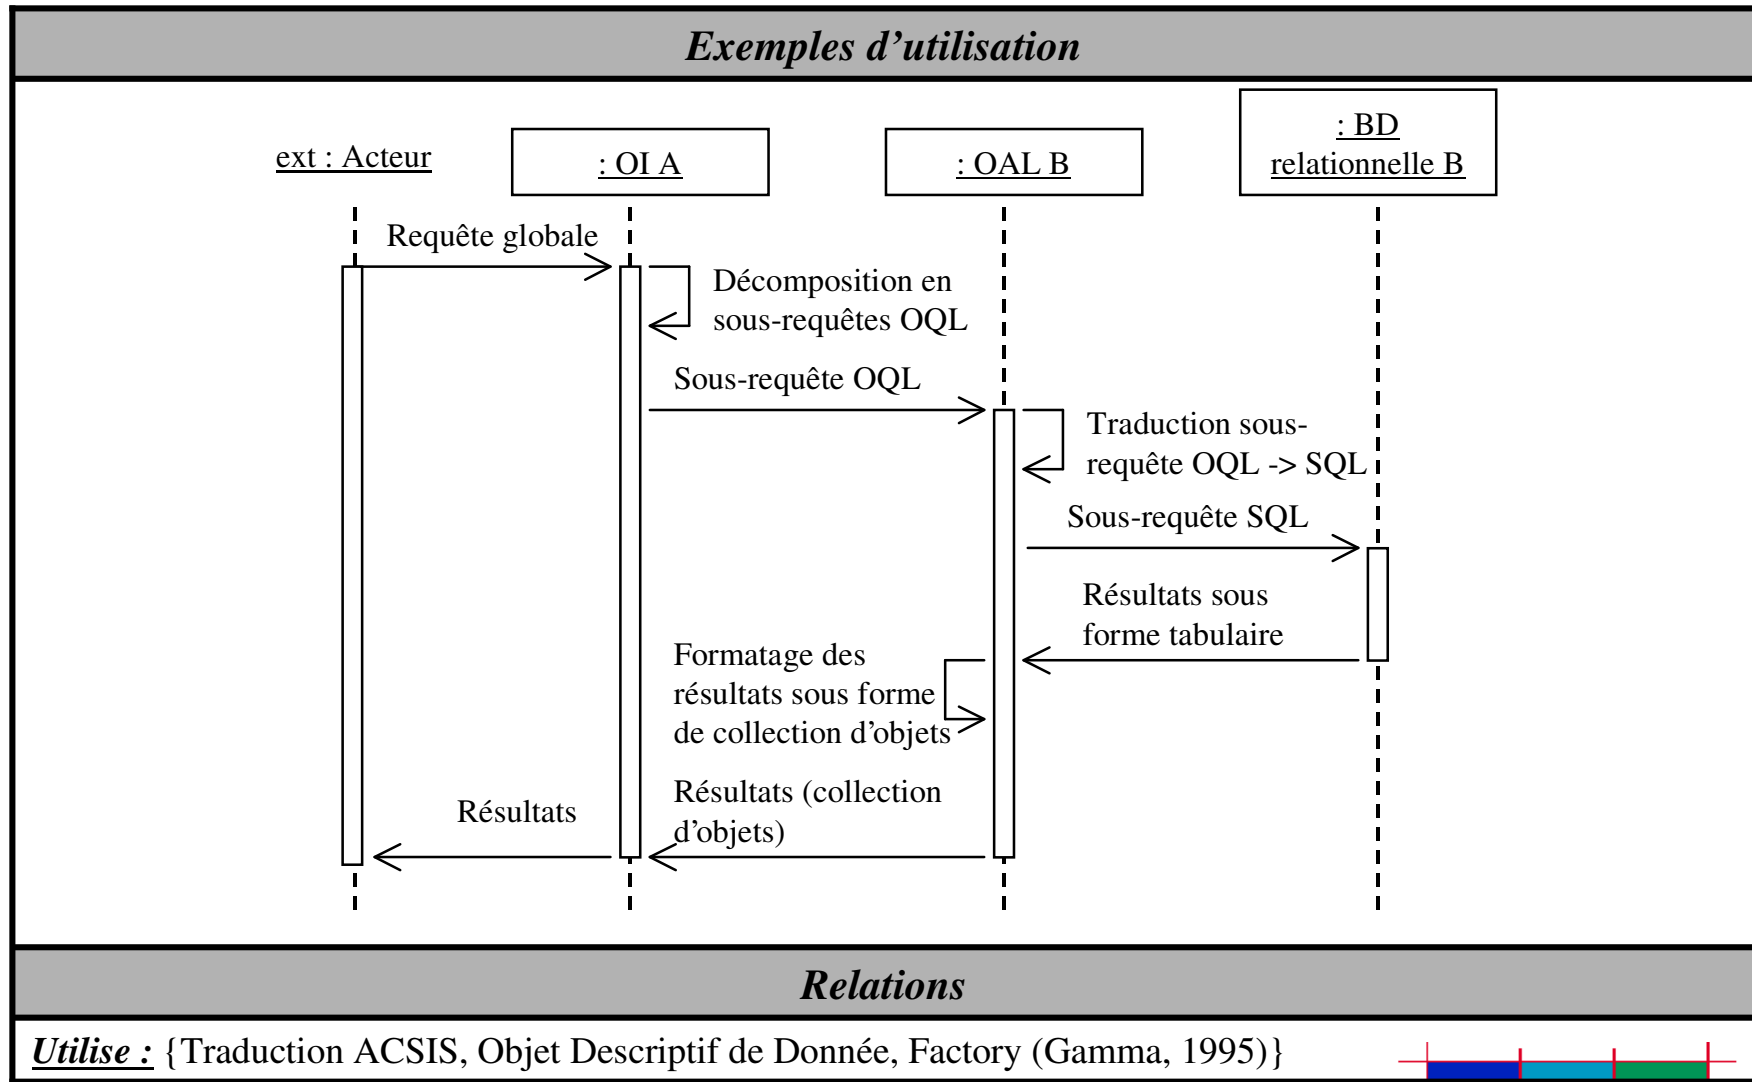 Exemples d’utilisation
ext : Acteur
: OI A
: OAL B
: BD
relationnelle B
Requête globale
Décomposition en
sous-requêtes OQL
Sous-requête OQL
Traduction sous-
requête OQL -> SQL
Sous-requête SQL
Résultats sous
forme tabulaire
Formatage des
résultats sous forme
de collection d’objets
Résultats (collection
d’objets)
Résultats
Relations
Utilise : {Traduction ACSIS, Objet Descriptif de Donnée, Factory (Gamma, 1995)}